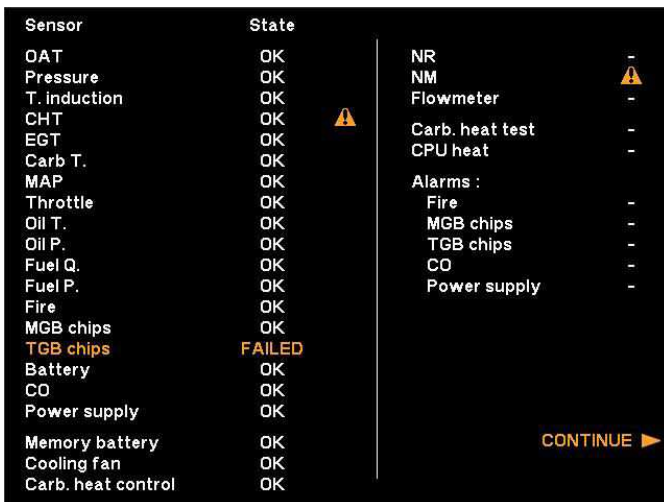 Sensor State
OAT OK
Pressure OK
T. induction OK
CHT OK
EGT OK
Carb T. OK
MAP OK
Throttle OK
Oil T. OK
Oil P. OK
Fuel Q. OK
Fuel P. OK
Fire OK
MGB chips OK
TGB chips FAILED
Battery OK
CO OK
Power supply OK
Memory battery OK
Cooling fan OK
Carb. heat control OK
NR -
NM
Flowmeter -
Carb. heat test -
CPU heat -
Alarms :
Fire -
MGB chips -
TGB chips -
CO -
Power supply -
CONTINUE